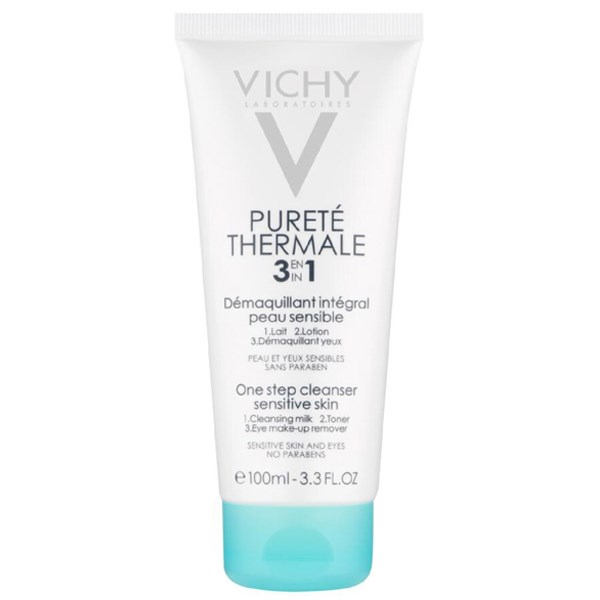 VICHY
LABORATOIRES
V
PURETÉ
THERMALE
3 EN IN 1
Démaquillant intégral
peau sensible
1.Lait 2.Lotion
3.Démaquillant yeux
PEAU ET YEUX SENSIBLES
SANS PARABEN
One step cleanser
sensitive skin
1.Cleansing milk 2.Toner
3.Eye make-up remover
SENSITIVE SKIN AND EYES
NO PARABENS
℮100ml - 3.3 FL.OZ